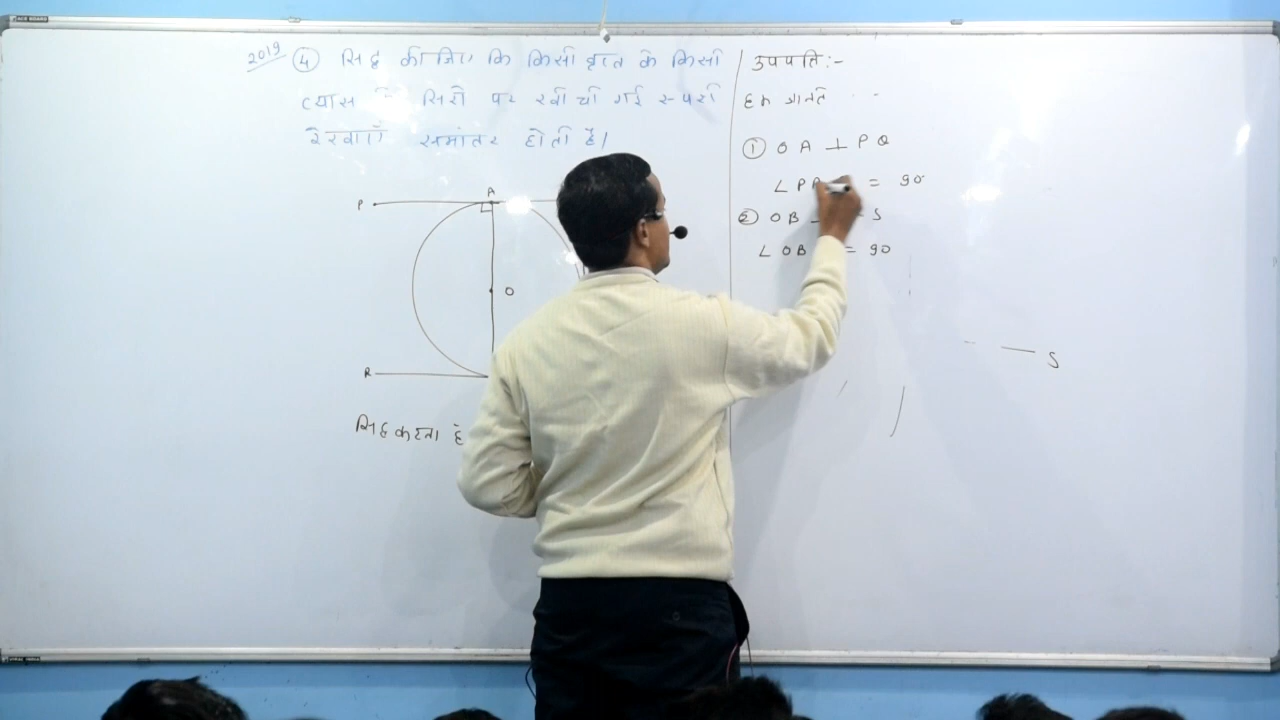 2019 ④ सिद्ध कीजिए कि किसी वृत्त के किसी
व्यास के सिरों पर खींची गई स्पर्श
रेखाएँ समांतर होती हैं।
P A
O
R
सिद्ध करना है
उपपत्ति:-
हम जानते
① OA ⊥ PQ
∠P = 90°
② OB S
∠OB = 90
S